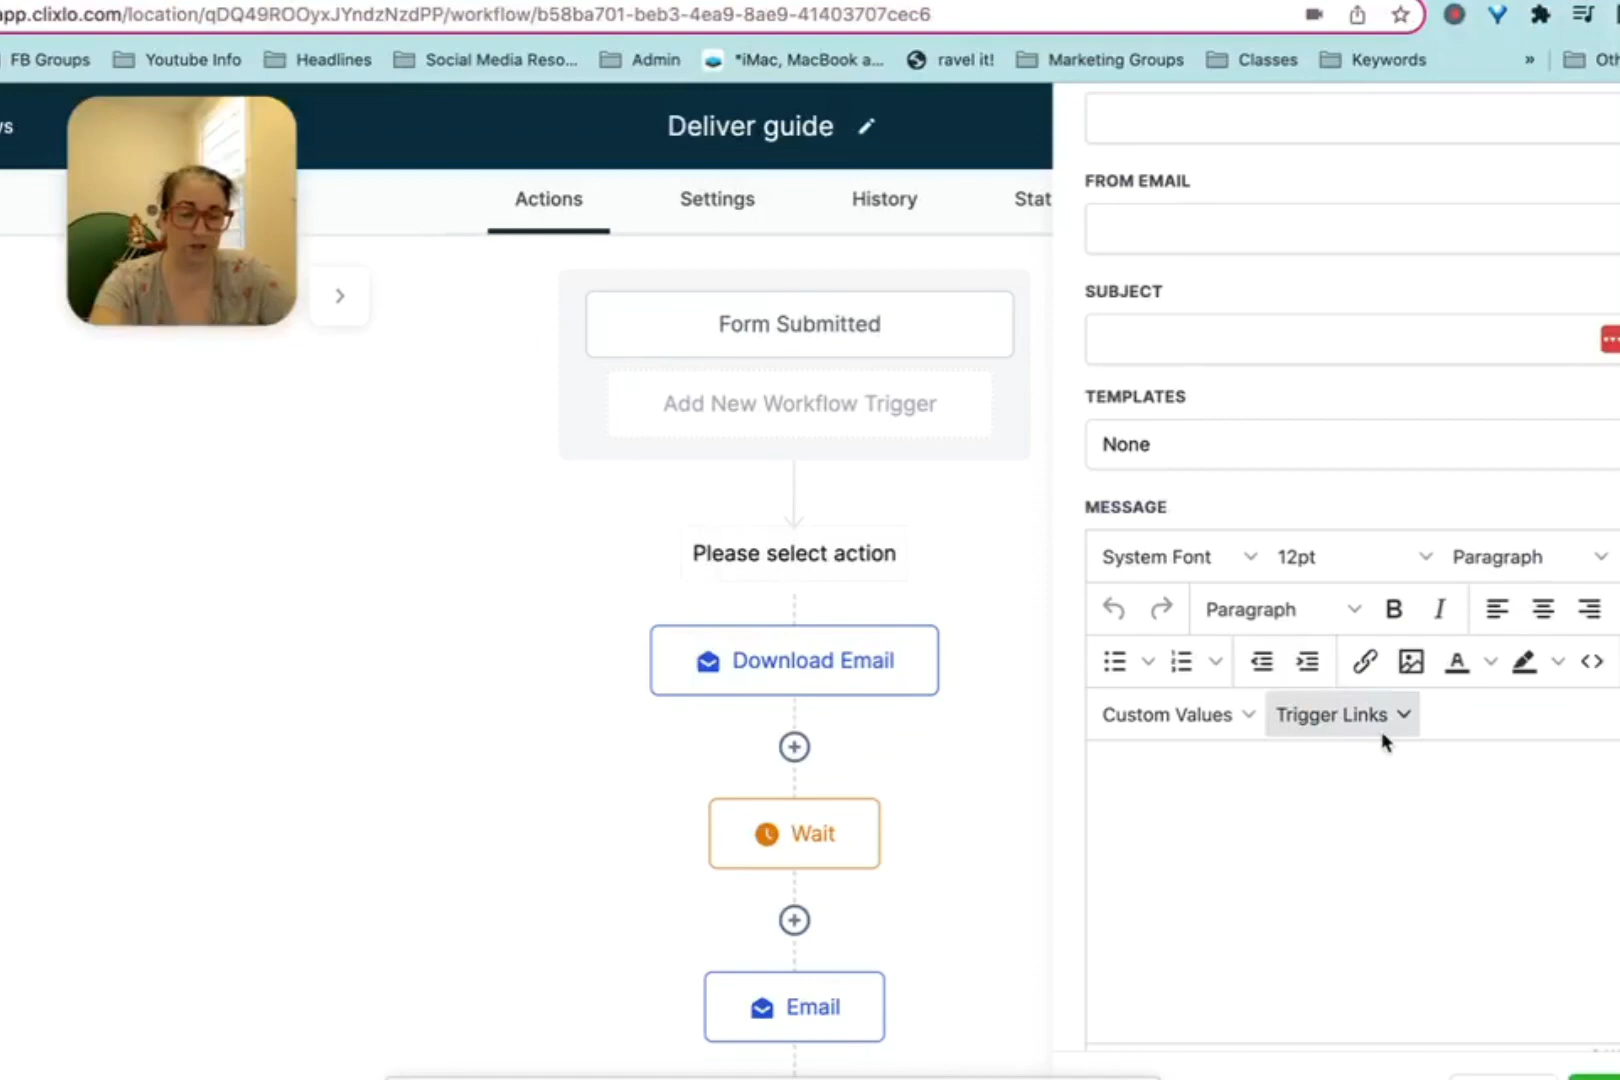 app.clixlo.com/location/qDQ49ROOyxJYndzNzdPP/workflow/b58ba701-beb3-4ea9-8ae9-41403707cec6
FB Groups Youtube Info Headlines Social Media Reso... Admin *iMac, MacBook a... ravel it! Marketing Groups Classes Keywords » Oth
Deliver guide
Actions Settings History Stat
Form Submitted
Add New Workflow Trigger
Please select action
Download Email
Wait
Email
FROM EMAIL
SUBJECT
TEMPLATES
None
MESSAGE
System Font 12pt Paragraph
Paragraph B I
A <>
Custom Values Trigger Links